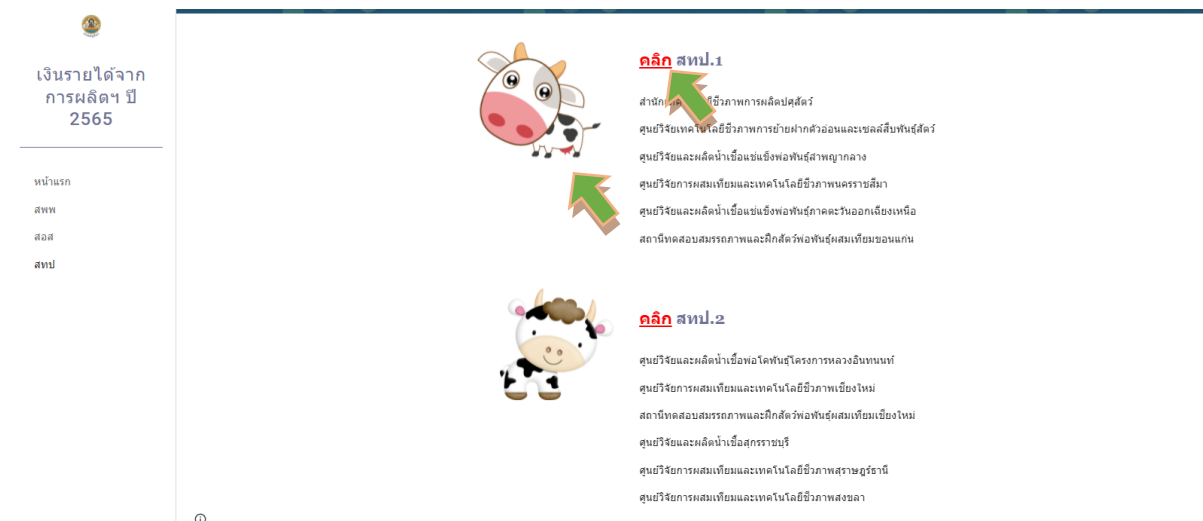 เงินรายได้จาก
การผลิตฯ ปี
2565
หน้าแรก
สพพ
สอส
สทป
คลิก สทป.1
ศูนย์วิจัยเทคโนโลยีชีวภาพการย้ายฝากตัวอ่อนและเซลล์สืบพันธุ์สัตว์
ศูนย์วิจัยและผลิตน้ำเชื้อแช่แข็งพ่อพันธุ์ลำพญากลาง
ศูนย์วิจัยการผสมเทียมและเทคโนโลยีชีวภาพนครราชสีมา
ศูนย์วิจัยและผลิตน้ำเชื้อแช่แข็งพ่อพันธุ์ภาคตะวันออกเฉียงเหนือ
สถานีทดสอบสมรรถภาพและฝึกสัตว์พ่อพันธุ์ผสมเทียมขอนแก่น
คลิก สทป.2
ศูนย์วิจัยและผลิตน้ำเชื้อพ่อโคพันธุ์โครงการหลวงอินทนนท์
ศูนย์วิจัยการผสมเทียมและเทคโนโลยีชีวภาพเชียงใหม่
สถานีทดสอบสมรรถภาพและฝึกสัตว์พ่อพันธุ์ผสมเทียมเชียงใหม่
ศูนย์วิจัยและผลิตน้ำเชื้อสุกรราชบุรี
ศูนย์วิจัยการผสมเทียมและเทคโนโลยีชีวภาพสุราษฎร์ธานี
ศูนย์วิจัยการผสมเทียมและเทคโนโลยีชีวภาพสงขลา